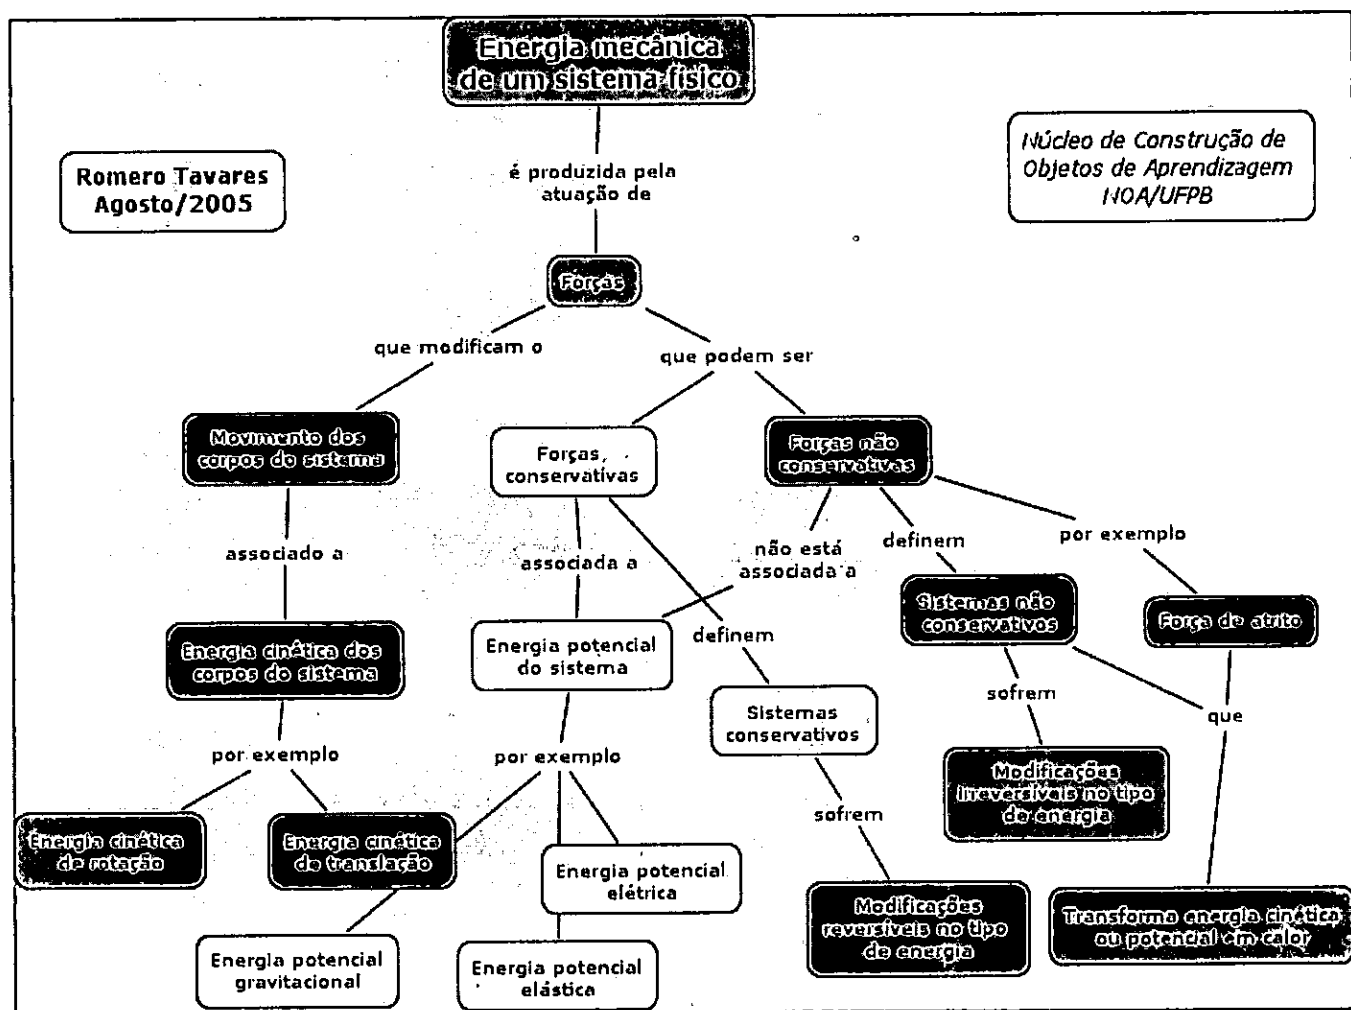 Energia mecânica
de um sistema físico
Romero Tavares
Agosto/2005
Núcleo de Construção de
Objetos de Aprendizagem
NOA/UFPB
é produzida pela
atuação de
Forças
que modificam o
que podem ser
Movimento dos
corpos do sistema
Forças
conservativas
Forças não
conservativas
associado a
associada a
não está
associada a
definem
por exemplo
Energia cinética dos
corpos do sistema
Energia potencial
do sistema
definem
Sistemas não
conservativos
Força de atrito
por exemplo
por exemplo
Sistemas
conservativos
sofrem
que
Energia cinética
de rotação
Energia cinética
de translação
Energia potencial
elétrica
sofrem
Modificações
irreversíveis no tipo
de energia
Energia potencial
gravitacional
Energia potencial
elástica
Modificações
reversíveis no tipo
de energia
Transforma energia cinética
ou potencial em calor